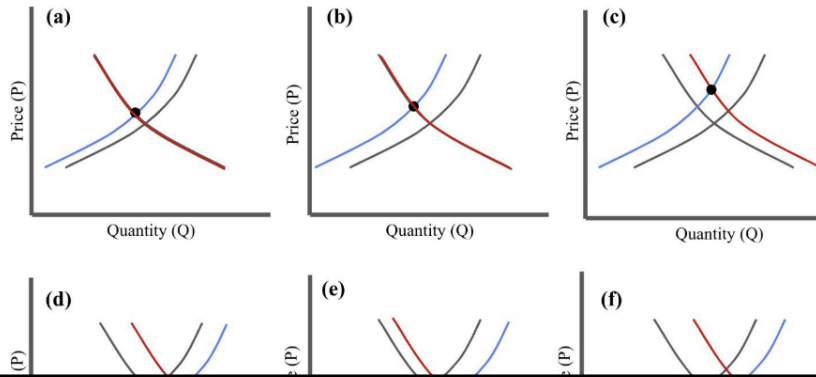 (a)
Price (P)
Quantity (Q)
(b)
Price (P)
Quantity (Q)
(c)
Price (P)
Quantity (Q)
(d)
(P)
(e)
(P)
(f)
(P)